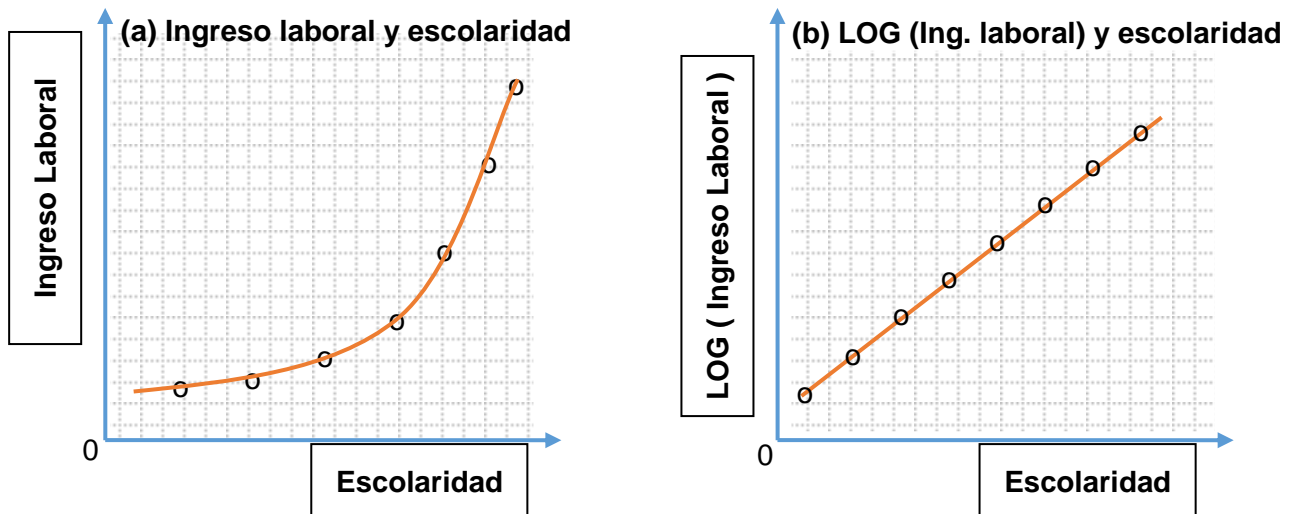 (a) Ingreso laboral y escolaridad
Ingreso Laboral
0
Escolaridad
(b) LOG (Ing. laboral) y escolaridad
LOG ( Ingreso Laboral )
0
Escolaridad